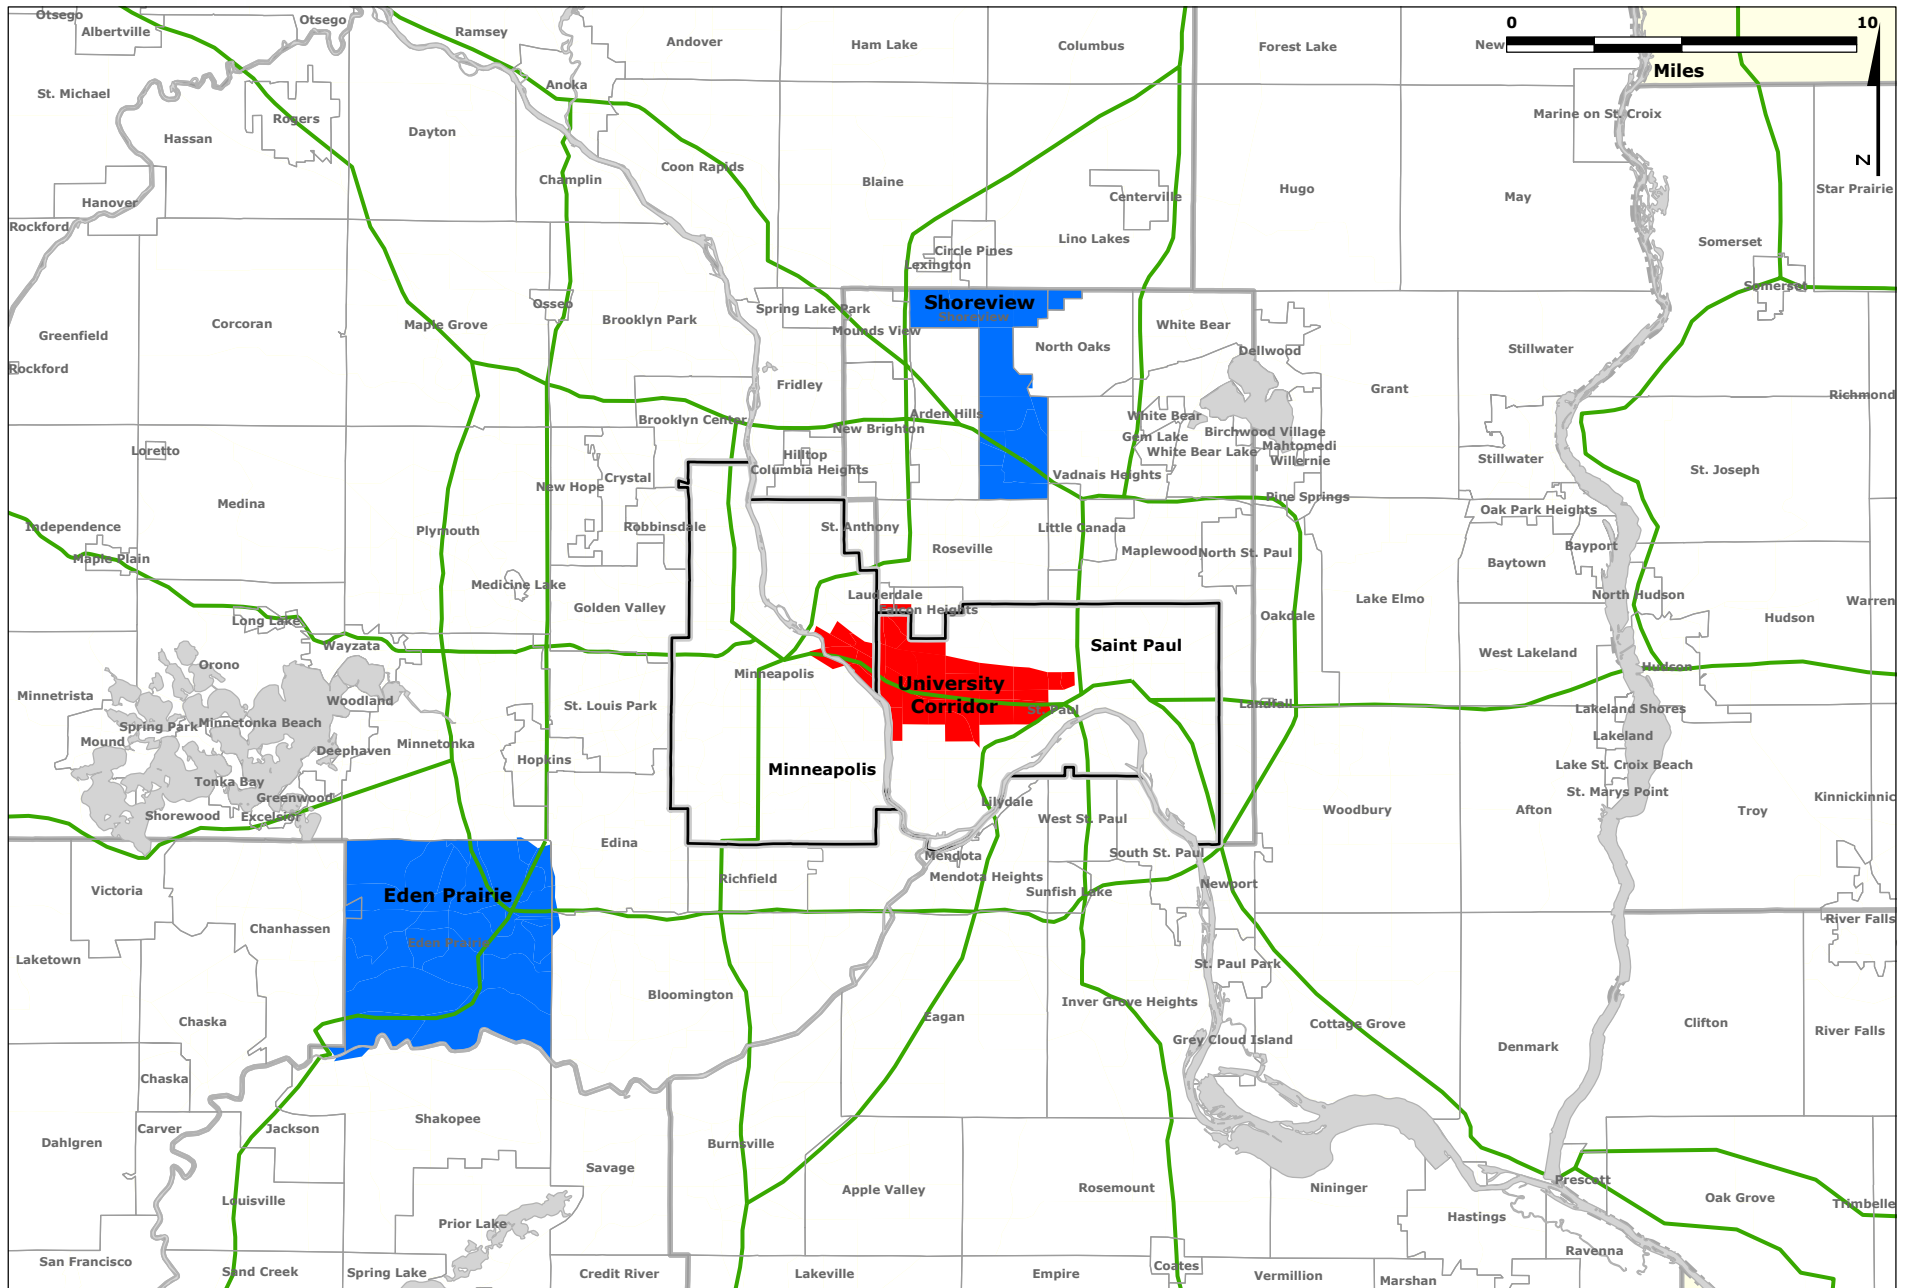 Otsego
Albertville
Otsego
Ramsey
Andover
Ham Lake
Columbus
Forest Lake
New
0
10
Miles
St. Michael
Anoka
Rogers
Hassan
Dayton
Coon Rapids
Champlin
Blaine
Centerville
Hugo
Marine on St. Croix
May
N
Star Prairie
Hanover
Rockford
Circle Pines
Lexington
Lino Lakes
Somerset
Somerset
Greenfield
Corcoran
Osseo
Maple Grove
Brooklyn Park
Spring Lake Park
Mounds View
Shoreview
Shoreview
White Bear
North Oaks
Dellwood
Stillwater
Rockford
Fridley
Grant
Richmond
Brooklyn Center
Arden Hills
New Brighton
White Bear
Gem Lake
White Bear Lake
Birchwood Village
Mahtomedi
Willernie
Loretto
Hilltop
Columbia Heights
Crystal
New Hope
Vadnais Heights
Stillwater
St. Joseph
Medina
Pine Springs
Oak Park Heights
Independence
Maple Plain
Plymouth
Robbinsdale
St. Anthony
Roseville
Little Canada
Maplewood
North St. Paul
Bayport
Baytown
Medicine Lake
Golden Valley
Lauderdale
Falcon Heights
Lake Elmo
North Hudson
Warren
Long Lake
Oakdale
Hudson
Wayzata
Orono
Saint Paul
West Lakeland
Hudson
Minneapolis
Minnetrista
Woodland
University
Corridor
St. Paul
Landfall
Lakeland Shores
Spring Park
Minnetonka Beach
St. Louis Park
Mound
Deephaven
Minnetonka
Hopkins
Lakeland
Minneapolis
Lake St. Croix Beach
Tonka Bay
Greenwood
St. Marys Point
Shorewood
Excelsior
Lilydale
West St. Paul
Woodbury
Afton
Troy
Kinnickinnic
Edina
Mendota
South St. Paul
Victoria
Eden Prairie
Richfield
Mendota Heights
Sunfish Lake
Newport
Chanhassen
Eden Prairie
River Falls
Laketown
St. Paul Park
Bloomington
Inver Grove Heights
Chaska
Eagan
Cottage Grove
Clifton
River Falls
Grey Cloud Island
Denmark
Chaska
Shakopee
Dahlgren
Carver
Jackson
Burnsville
Savage
Louisville
Apple Valley
Rosemount
Nininger
Prescott
Oak Grove
Trimbelle
Prior Lake
Hastings
Ravenna
San Francisco
Sand Creek
Spring Lake
Credit River
Lakeville
Empire
Coates
Vermillion
Marshan